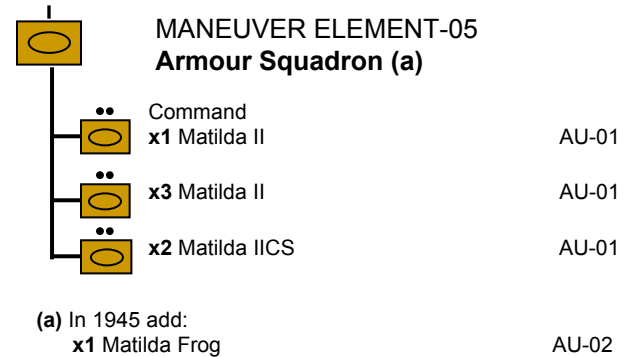 MANEUVER ELEMENT-05
Armour Squadron (a)
Command
x1 Matilda II AU-01
x3 Matilda II AU-01
x2 Matilda IICS AU-01
(a) In 1945 add:
x1 Matilda Frog AU-02